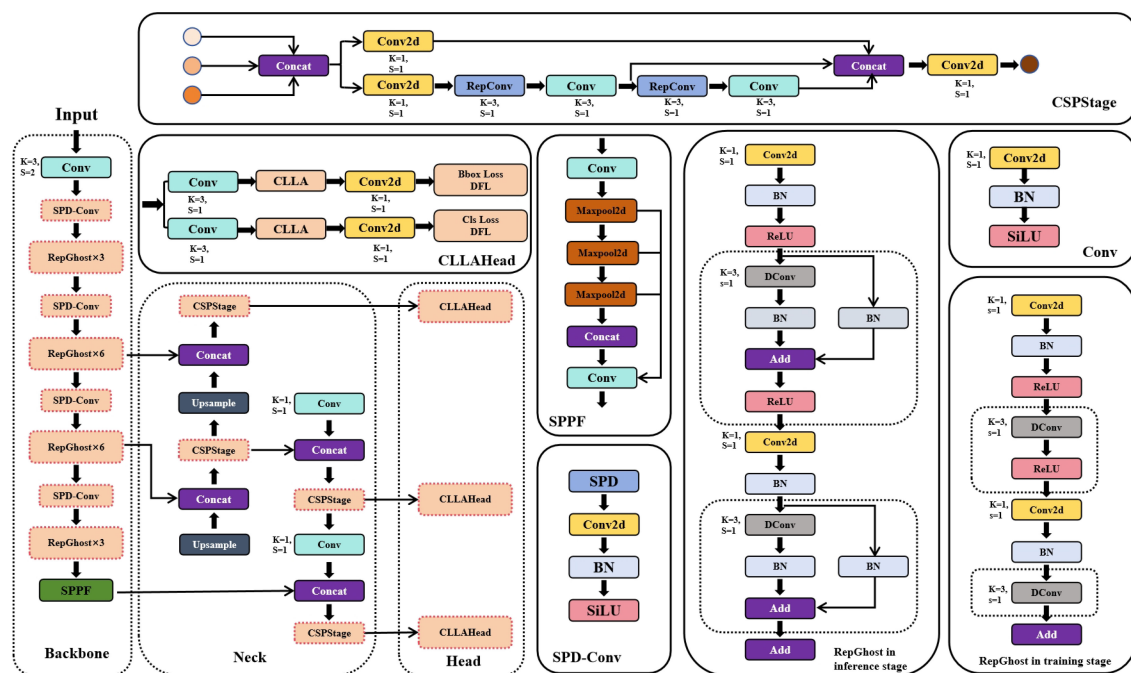 Concat
Conv2d
K=1,
S=1
Conv2d
K=1,
S=1
RepConv
K=3,
S=1
Conv
K=3,
S=1
RepConv
K=3,
S=1
Conv
K=3,
S=1
Concat
Conv2d
K=1,
S=1
CSPStage
Input
K=3,
S=2
Conv
SPD-Conv
RepGhost×3
SPD-Conv
RepGhost×6
SPD-Conv
RepGhost×6
SPD-Conv
RepGhost×3
SPPF
Backbone
Conv
K=3,
S=1
CLLA
Conv2d
K=1,
S=1
Bbox Loss
DFL
Conv
K=3,
S=1
CLLA
Conv2d
K=1,
S=1
Cls Loss
DFL
CLLAHead
CSPStage
Concat
Upsample
CSPStage
Concat
Upsample
K=1,
S=1
Conv
Concat
CSPStage
K=1,
S=1
Conv
Concat
CSPStage
Neck
CLLAHead
CLLAHead
CLLAHead
Head
Conv
Maxpool2d
Maxpool2d
Maxpool2d
Concat
Conv
SPPF
SPD
Conv2d
BN
SiLU
SPD-Conv
K=1,
S=1
Conv2d
BN
ReLU
K=3,
s=1
DConv
BN
BN
Add
ReLU
K=1,
S=1
Conv2d
BN
K=3,
S=1
DConv
BN
BN
Add
Add
RepGhost in
inference stage
K=1,
S=1
Conv2d
BN
SiLU
Conv
K=1,
s=1
Conv2d
BN
ReLU
K=3,
s=1
DConv
ReLU
K=1,
s=1
Conv2d
BN
K=3,
s=1
DConv
Add
RepGhost in training stage